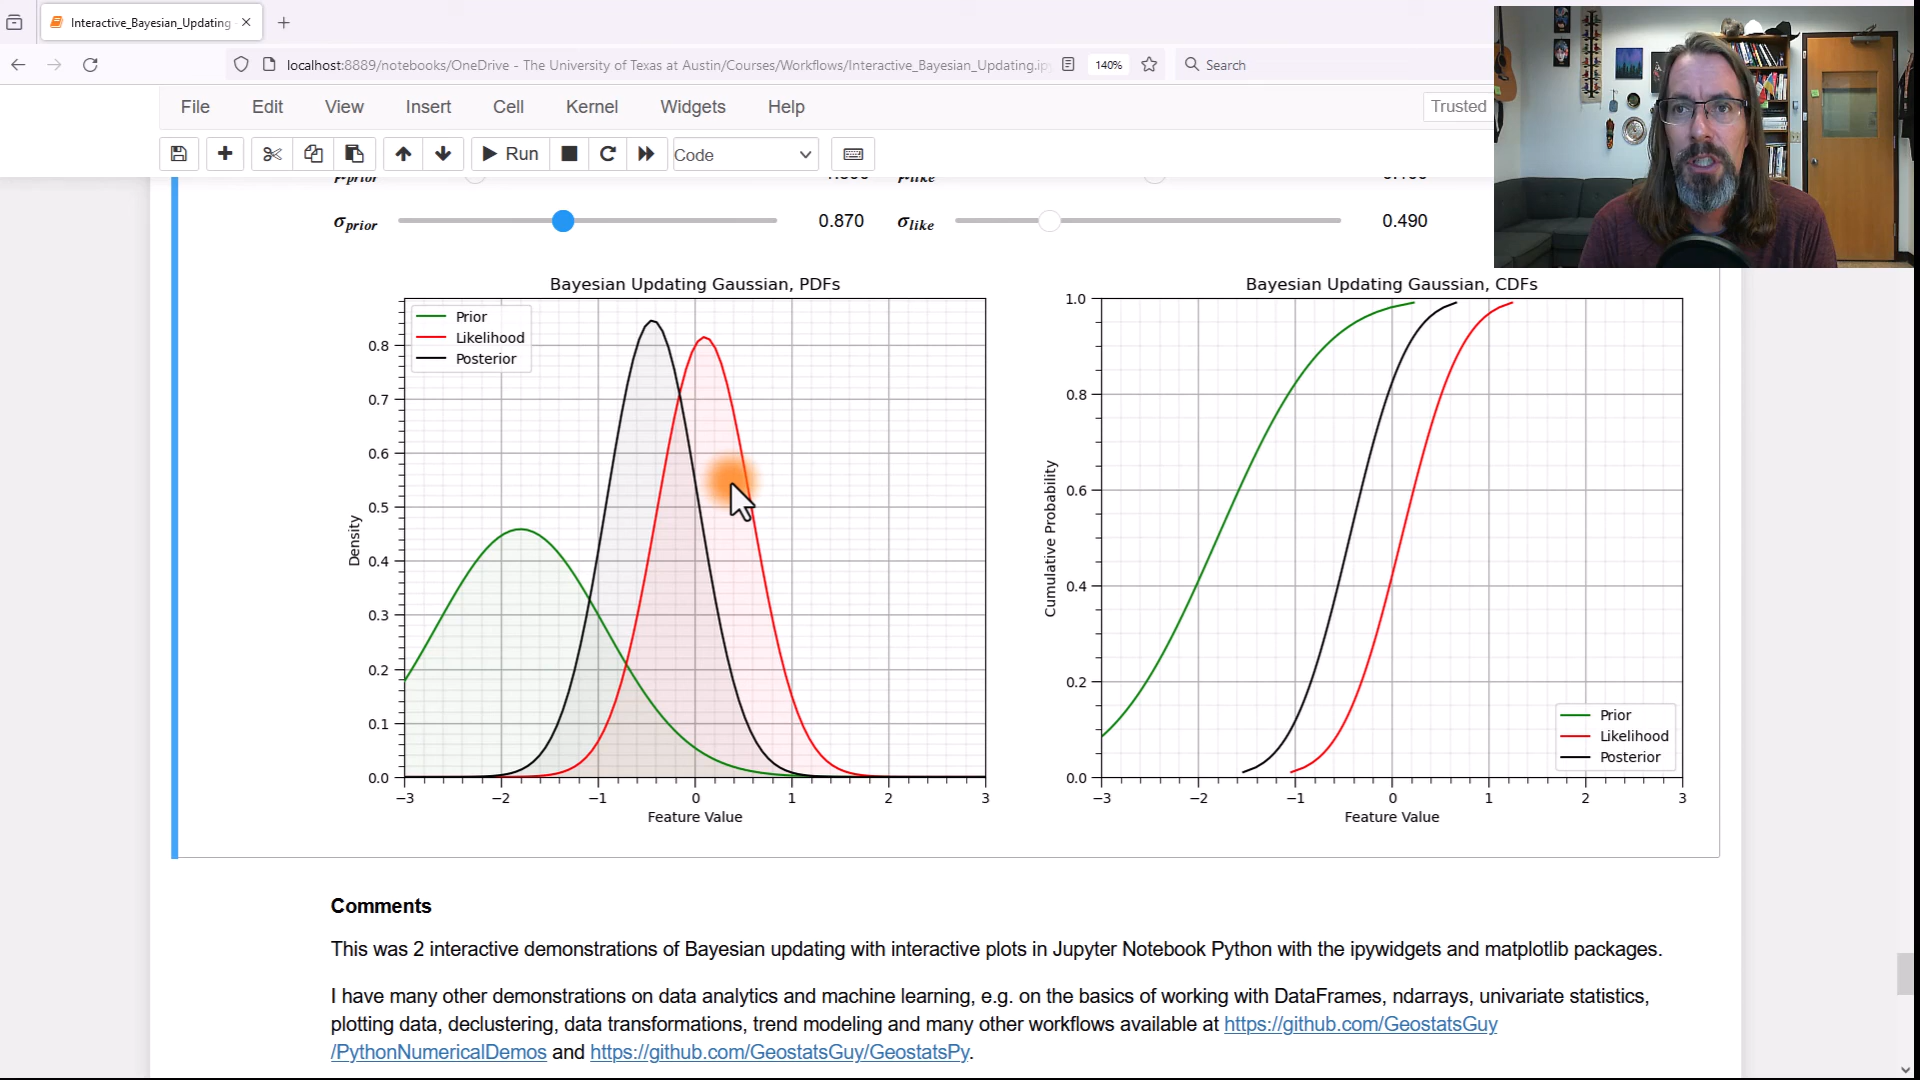 Interactive_Bayesian_Updating
localhost:8889/notebooks/OneDrive - The University of Texas at Austin/Courses/Workflows/Interactive_Bayesian_Updating.ip
140%
Search
File Edit View Insert Cell Kernel Widgets Help
Trusted
Run
Code
σprior 0.870 σlike 0.490
Bayesian Updating Gaussian, PDFs
Prior
Likelihood
Posterior
0.8
0.7
0.6
0.5
0.4
0.3
0.2
0.1
0.0
Density
−3 −2 −1 0 1 2 3
Feature Value
Bayesian Updating Gaussian, CDFs
1.0
0.8
0.6
0.4
0.2
0.0
Cumulative Probability
Prior
Likelihood
Posterior
−3 −2 −1 0 1 2 3
Feature Value
Comments
This was 2 interactive demonstrations of Bayesian updating with interactive plots in Jupyter Notebook Python with the ipywidgets and matplotlib packages.
I have many other demonstrations on data analytics and machine learning, e.g. on the basics of working with DataFrames, ndarrays, univariate statistics,
plotting data, declustering, data transformations, trend modeling and many other workflows available at https://github.com/GeostatsGuy
/PythonNumericalDemos and https://github.com/GeostatsGuy/GeostatsPy.